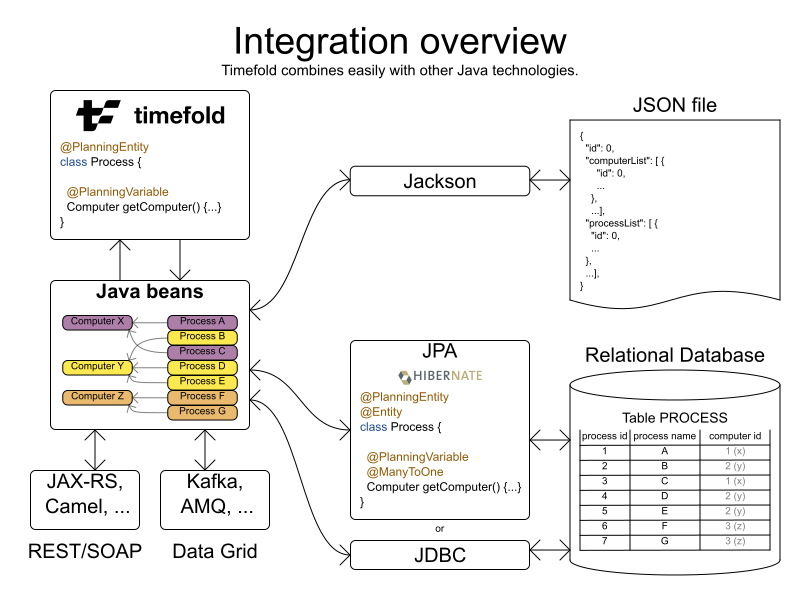 Integration overview
Timefold combines easily with other Java technologies.
timefold
@PlanningEntity
class Process {
@PlanningVariable
Computer getComputer() {...}
}
Java beans
Computer X
Computer Y
Computer Z
Process A
Process B
Process C
Process D
Process E
Process F
Process G
JAX-RS,
Camel, ...
REST/SOAP
Kafka,
AMQ, ...
Data Grid
Jackson
JSON file
{
"id": 0,
"computerList": [ {
"id": 0,
...
},
...],
"processList": [ {
"id": 0,
...
},
...],
}
JPA
HIBERNATE
@PlanningEntity
@Entity
class Process {
@PlanningVariable
@ManyToOne
Computer getComputer() {...}
}
or
JDBC
Relational Database
Table PROCESS
process id process name computer id
1 A 1 (x)
2 B 2 (y)
3 C 1 (x)
4 D 2 (y)
5 E 2 (y)
6 F 3 (z)
7 G 3 (z)